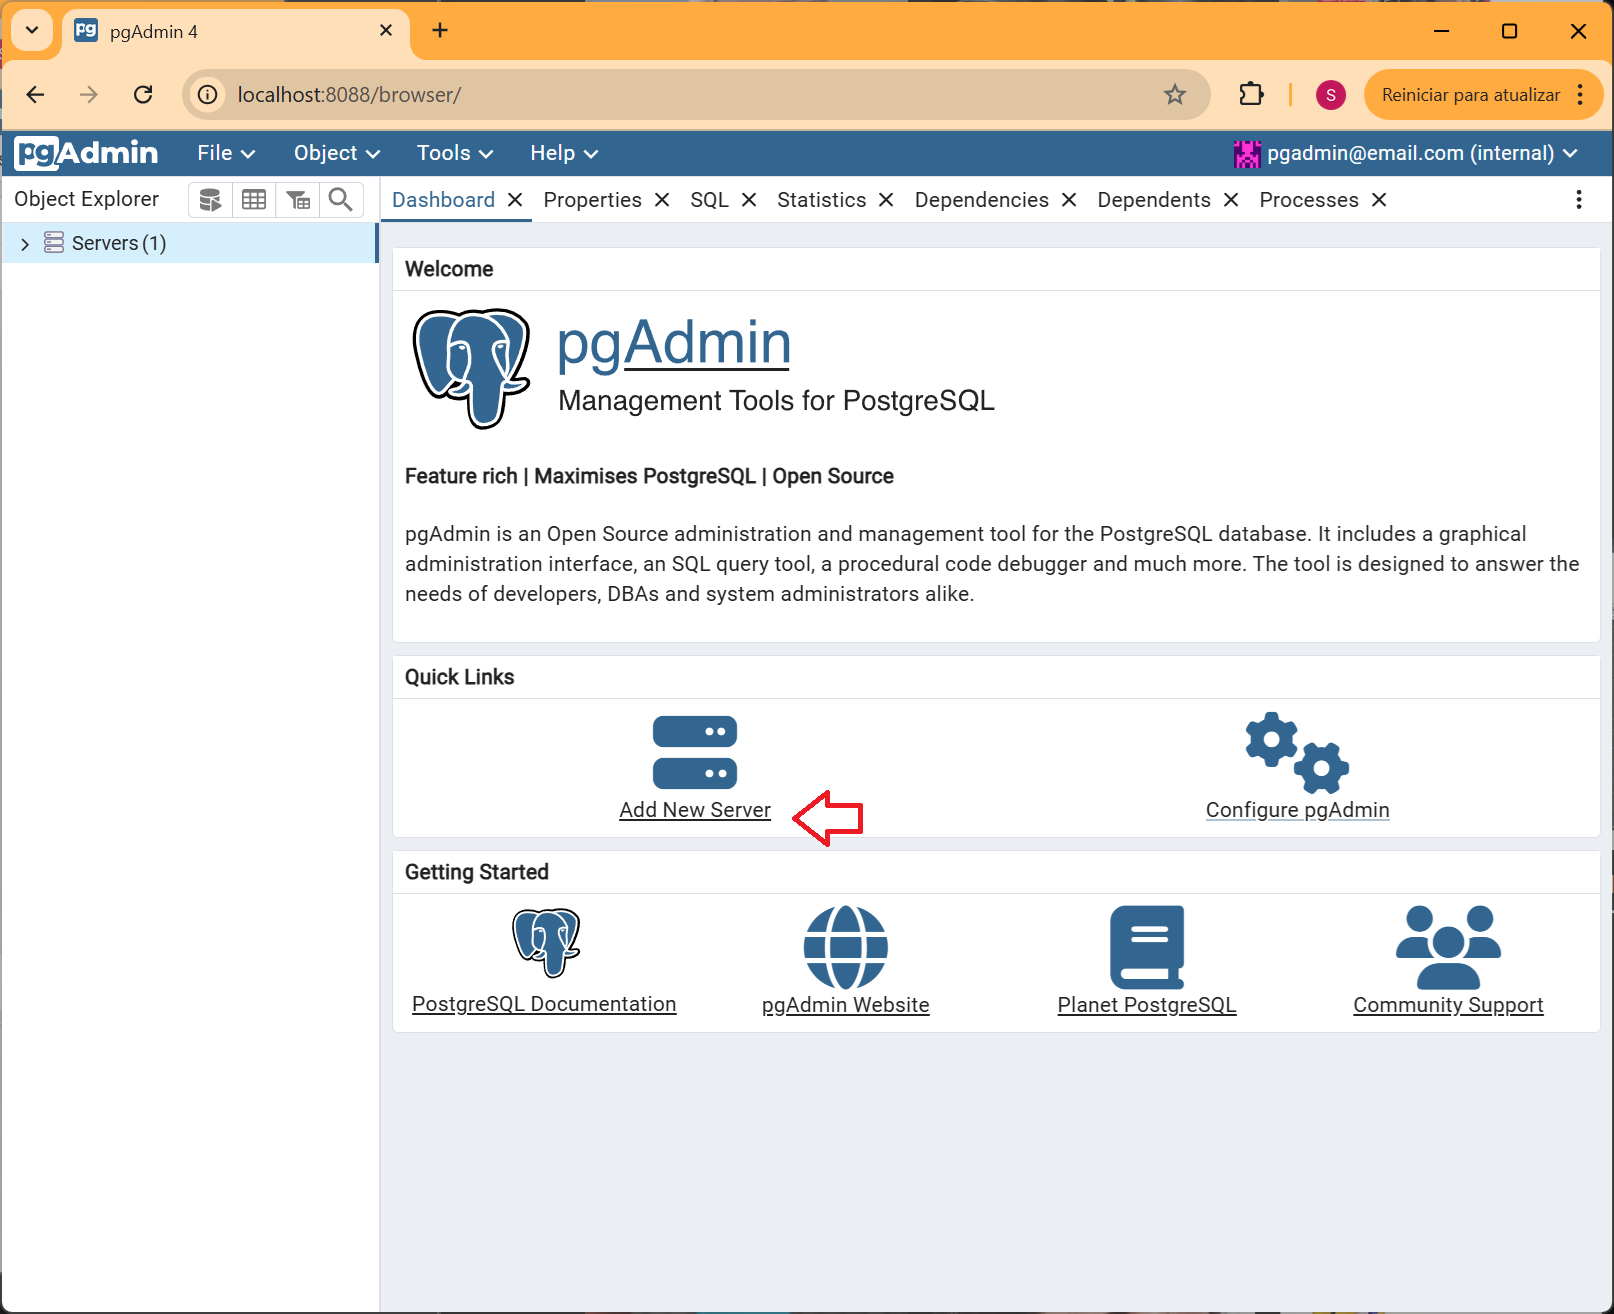 pg pgAdmin 4
localhost:8088/browser/
S
Reiniciar para atualizar
pgAdmin File Object Tools Help pgadmin@email.com (internal)
Object Explorer
Dashboard Properties SQL Statistics Dependencies Dependents Processes
Servers (1)
Welcome
pgAdmin
Management Tools for PostgreSQL
Feature rich | Maximises PostgreSQL | Open Source
pgAdmin is an Open Source administration and management tool for the PostgreSQL database. It includes a graphical
administration interface, an SQL query tool, a procedural code debugger and much more. The tool is designed to answer the
needs of developers, DBAs and system administrators alike.
Quick Links
Add New Server
Configure pgAdmin
Getting Started
PostgreSQL Documentation
pgAdmin Website
Planet PostgreSQL
Community Support